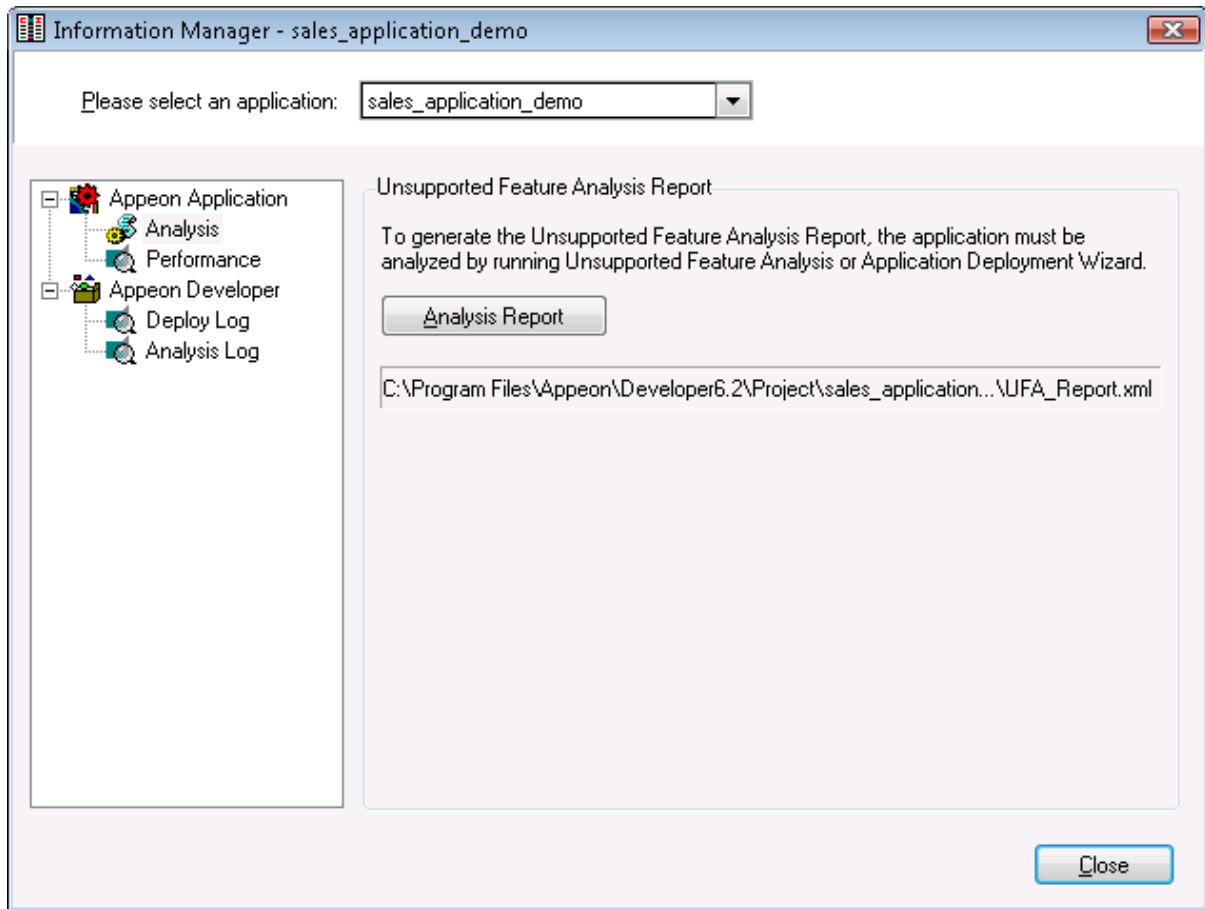 Information Manager - sales_application_demo
Please select an application:
sales_application_demo
Appeon Application
Analysis
Performance
Appeon Developer
Deploy Log
Analysis Log
Unsupported Feature Analysis Report
To generate the Unsupported Feature Analysis Report, the application must be
analyzed by running Unsupported Feature Analysis or Application Deployment Wizard.
Analysis Report
C:\Program Files\Appeon\Developer6.2\Project\sales_application...\UFA_Report.xml
Close